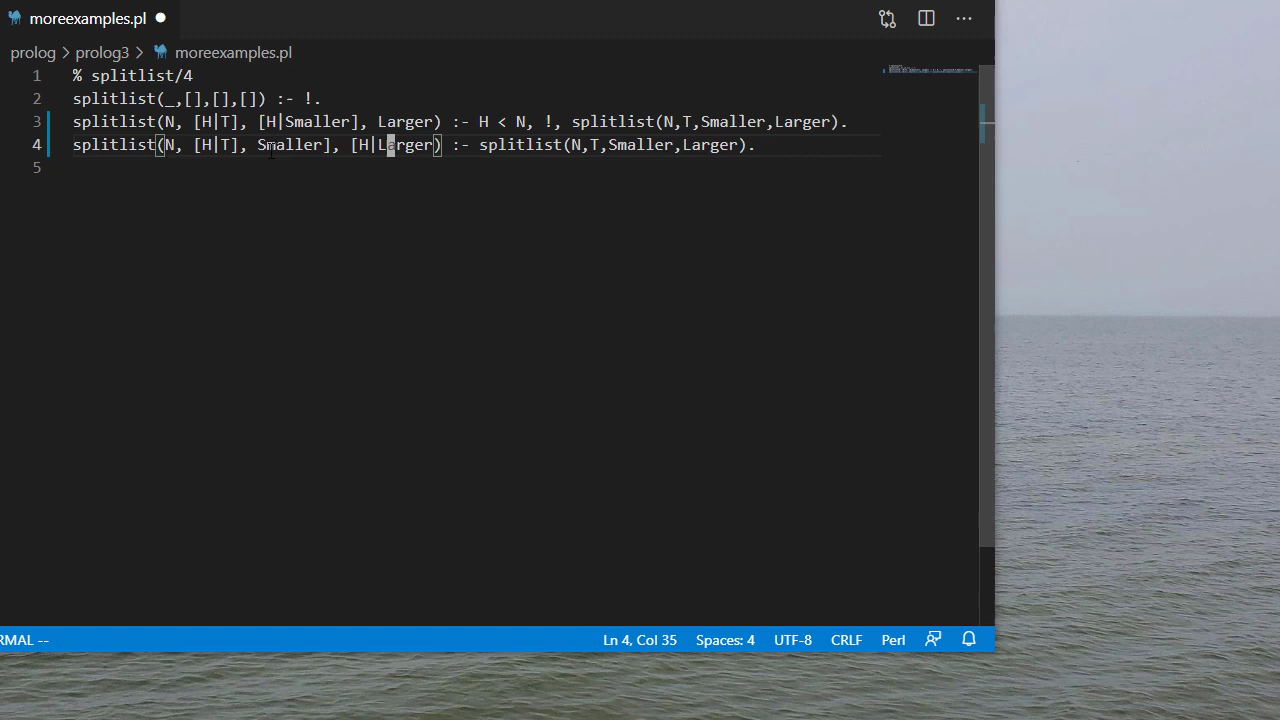 moreexamples.pl
prolog > prolog3 > moreexamples.pl
1 % splitlist/4
2 splitlist(_,[],[],[]) :- !.
3 splitlist(N, [H|T], [H|Smaller], Larger) :- H < N, !, splitlist(N,T,Smaller,Larger).
4 splitlist(N, [H|T], Smaller], [H|Larger) :- splitlist(N,T,Smaller,Larger).
5
RMAL -- Ln 4, Col 35 Spaces: 4 UTF-8 CRLF Perl